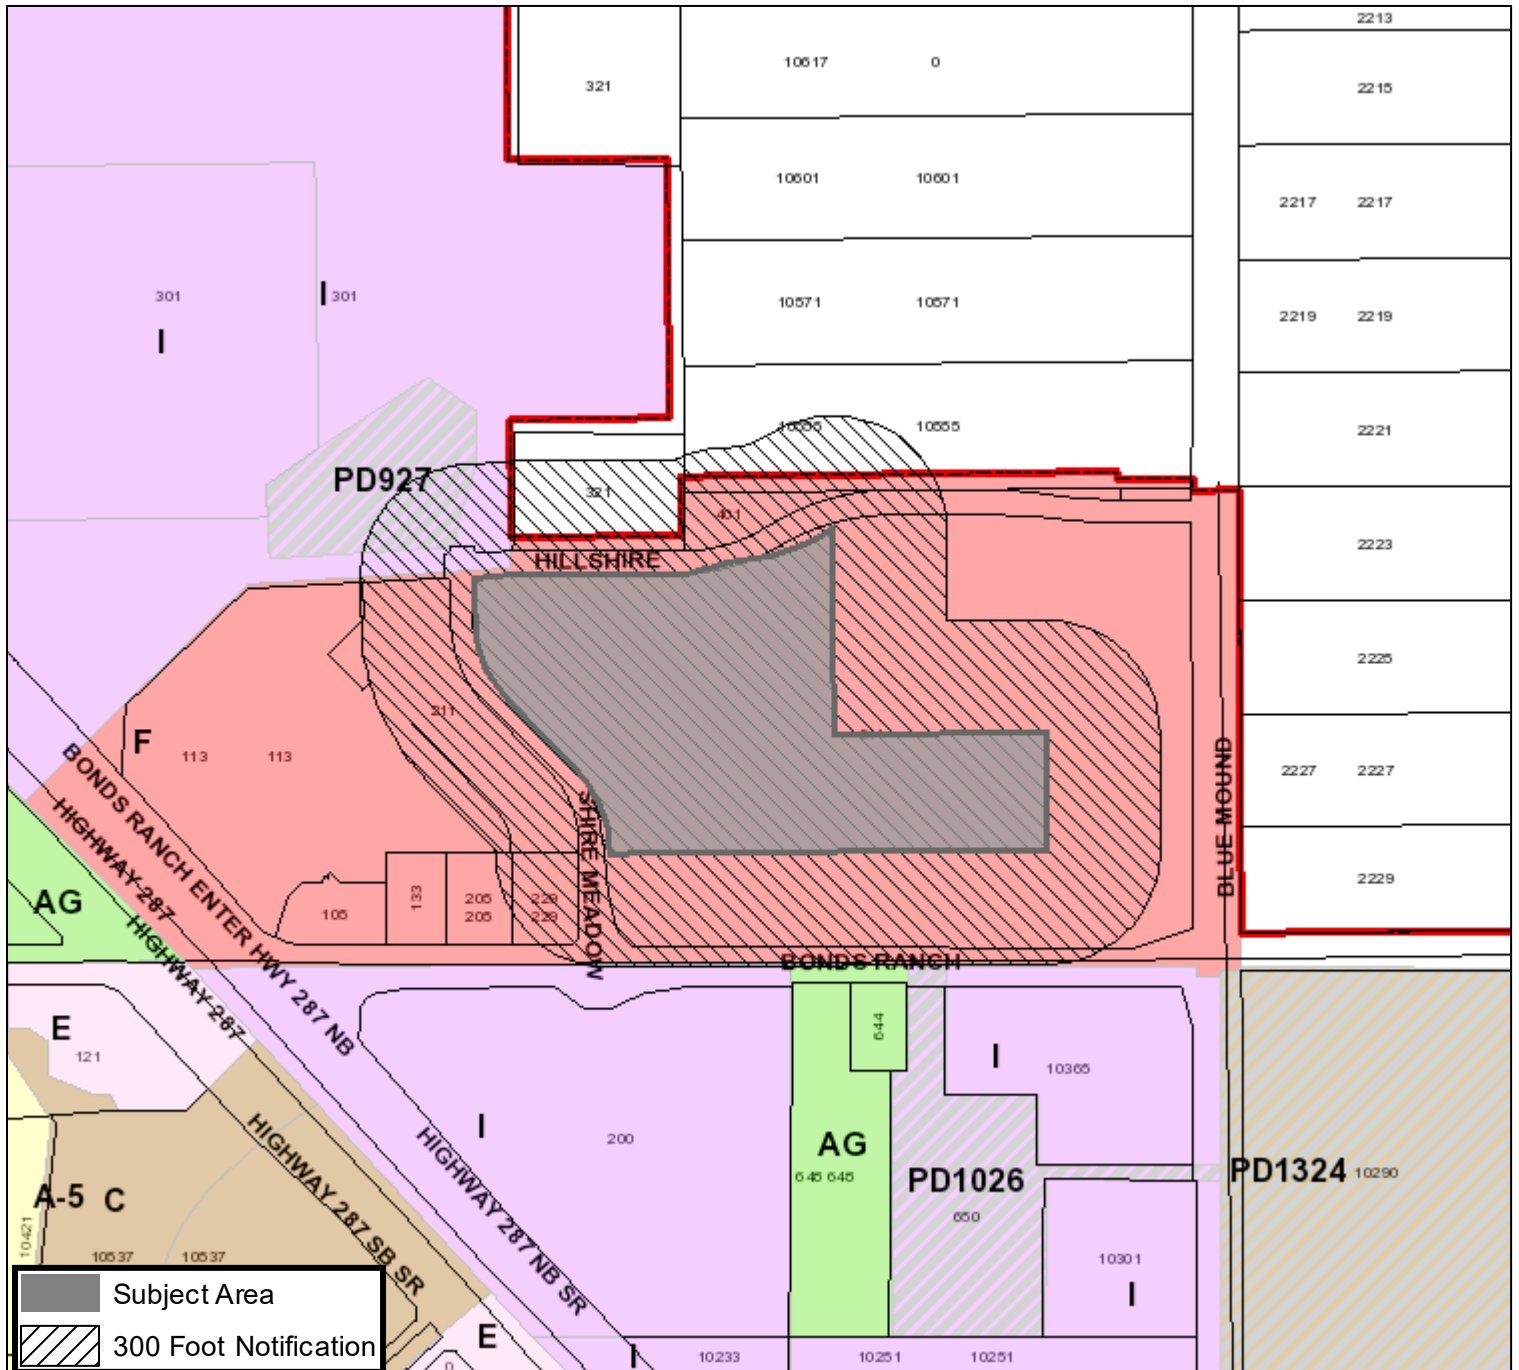 2213
10617 0
321
2215
10601 10601
2217 2217
301
I 301
I
10571 10571
2219 2219
10555
2221
PD927
321
401
2223
HILLSHIRE
2225
211
F
113 113
2227 2227
BONDS RANCH ENTER HWY 287 NB
HIGHWAY 287
SHIRE MEADOW
BLUE MOUND
AG
133
205
205
229
229
105
2229
HIGHWAY 287
BONDS RANCH
E
121
644
I
10365
I
200
AG
PD1026
650
PD1324 10290
HIGHWAY 287 SB SR
HIGHWAY 287 NB SR
A-5 C
10421
10537 10537
10301
I
E
0
I
10233
10251 10251
Subject Area
300 Foot Notification